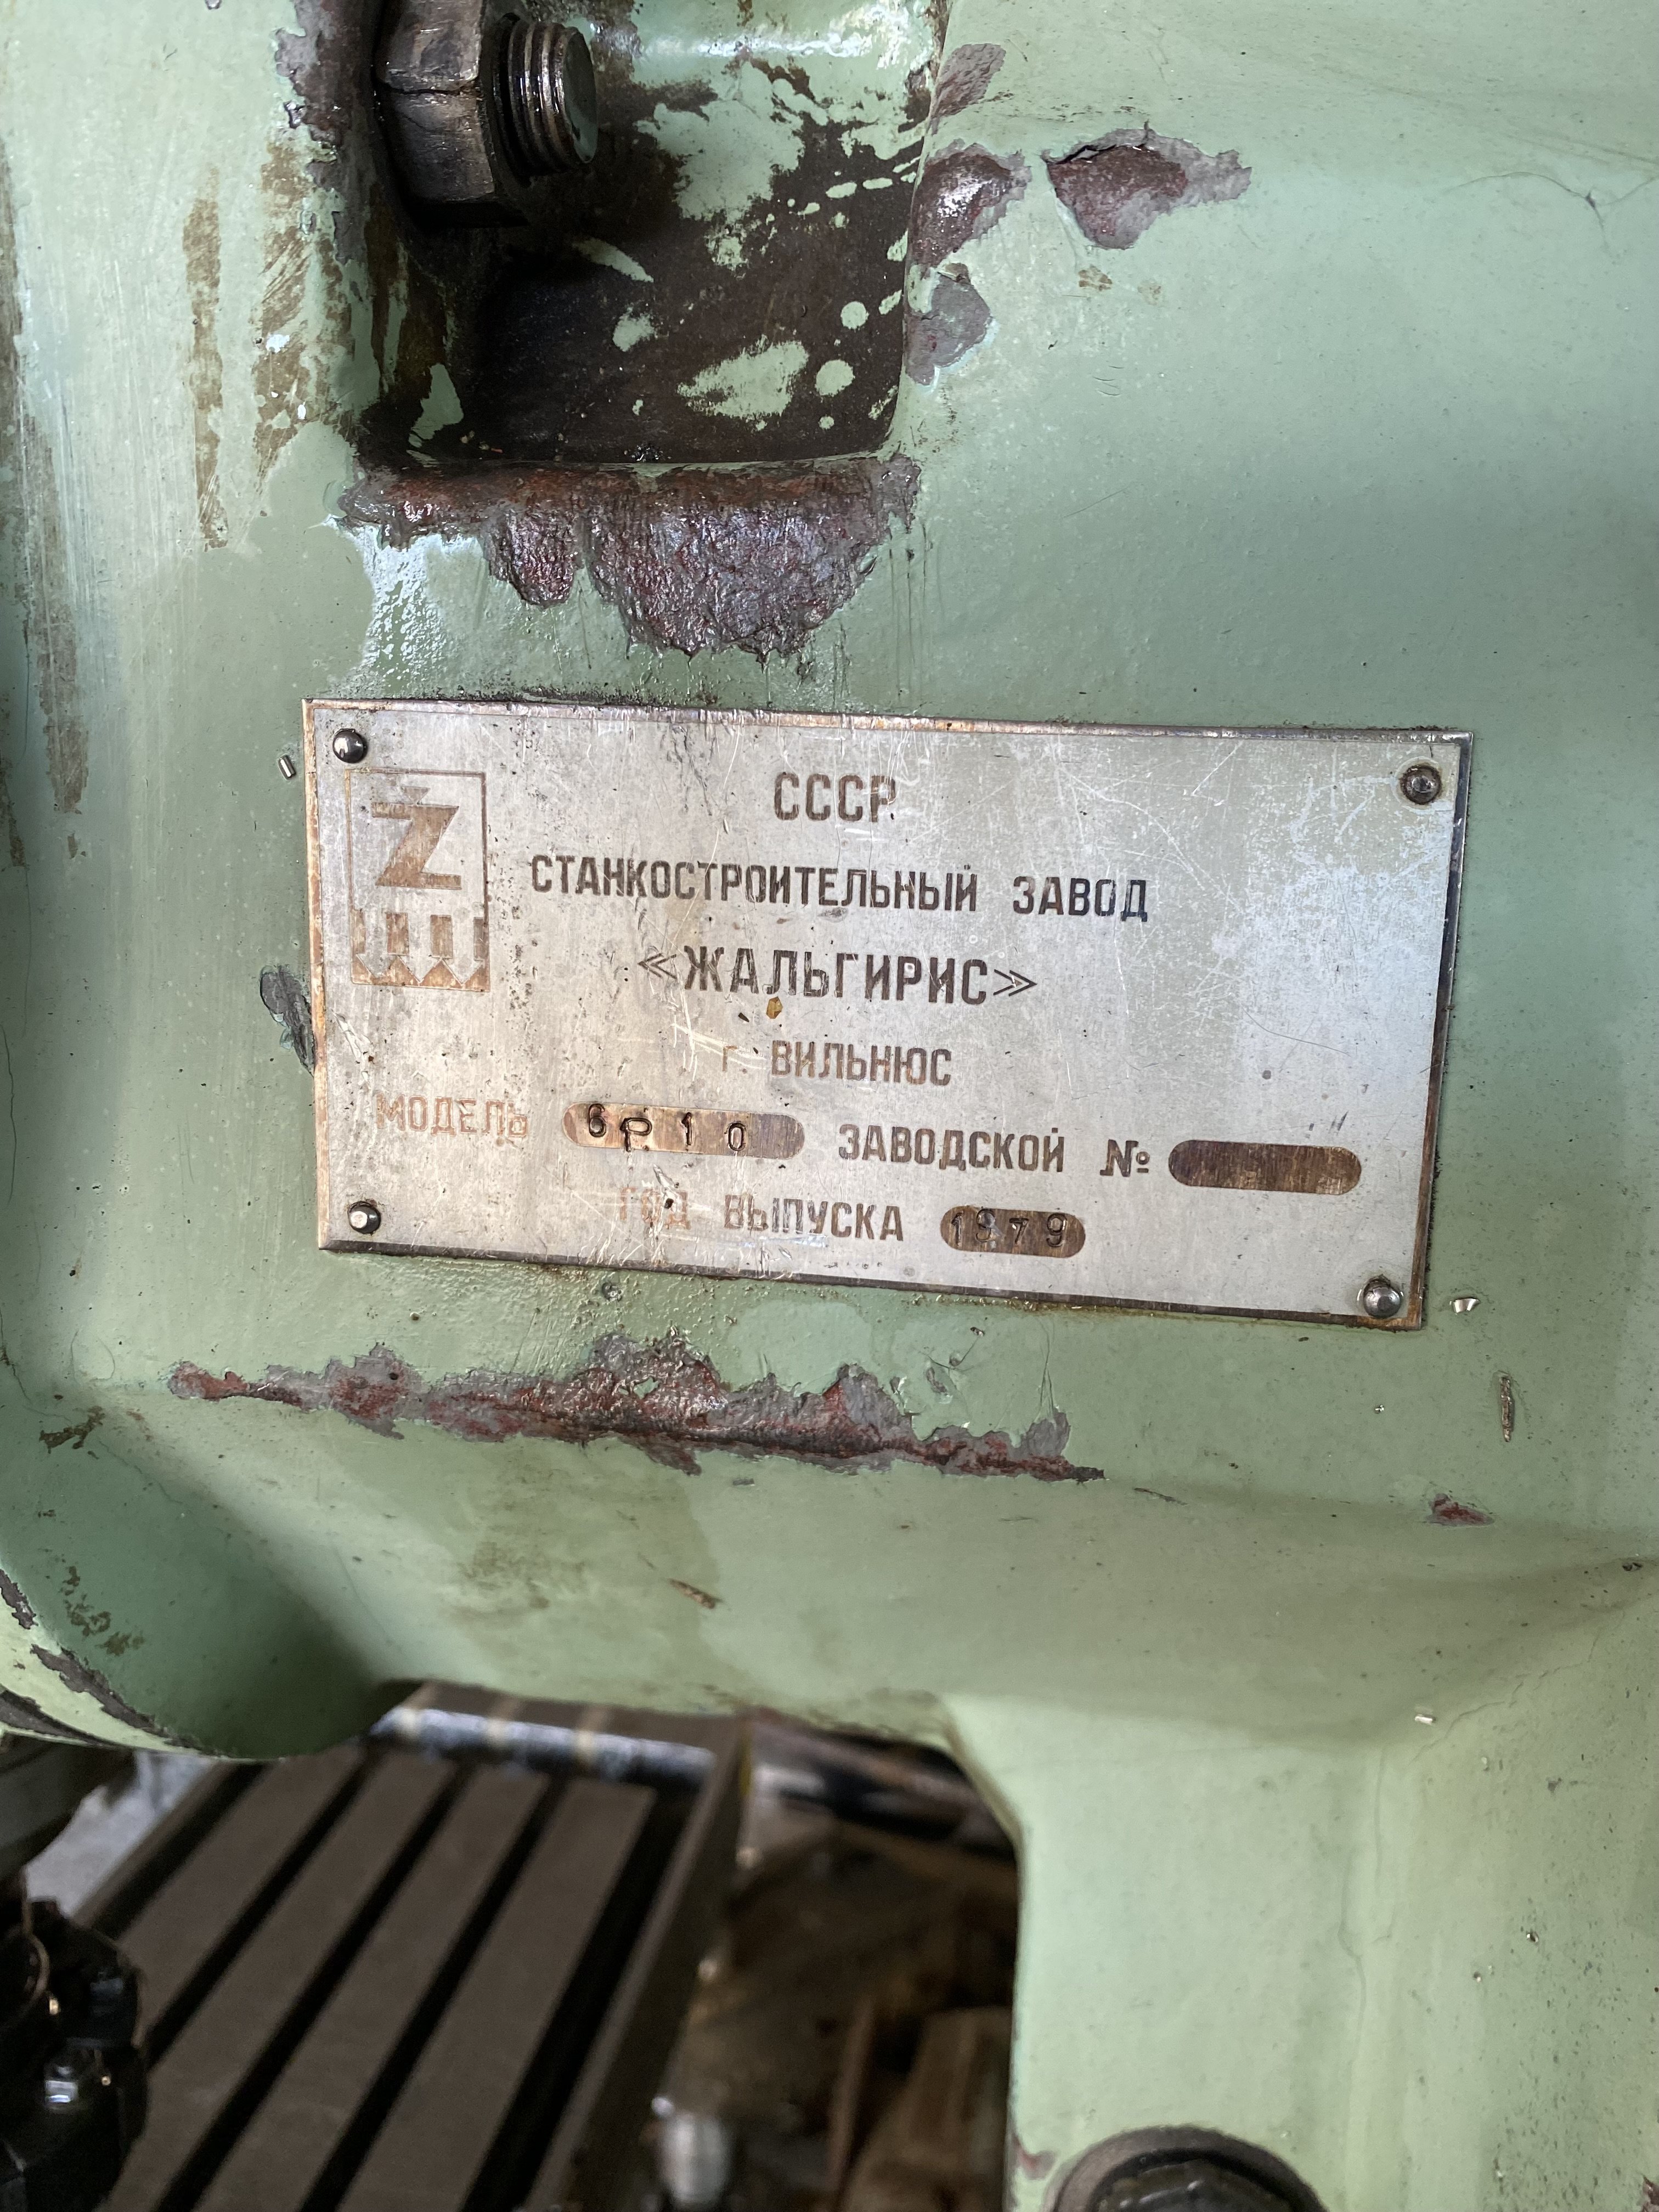 Ž
СССР
СТАНКОСТРОИТЕЛЬНЫЙ ЗАВОД
«ЖАЛЬГИРИС»
г. ВИЛЬНЮС
МОДЕЛЬ 6Р10 ЗАВОДСКОЙ №
ГОД ВЫПУСКА 1979